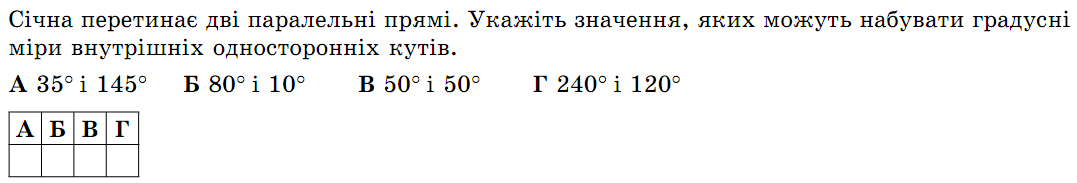 Січна перетинає дві паралельні прямі. Укажіть значення, яких можуть набувати градусні
міри внутрішніх односторонніх кутів.
А 35° і 145° Б 80° і 10° В 50° і 50° Г 240° і 120°
А Б В Г